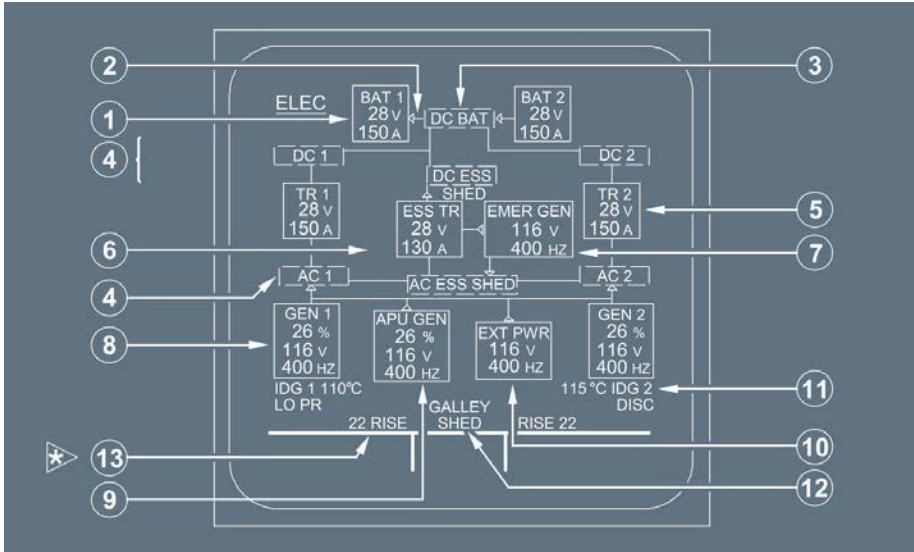 2
3
ELEC
BAT 1
28 V
150 A
DC BAT
BAT 2
28 V
150 A
1
4
DC 1
DC 2
DC ESS
SHED
TR 1
28 V
150 A
ESS TR
28 V
130 A
EMER GEN
116 V
400 HZ
TR 2
28 V
150 A
5
6
7
4
AC 1
AC ESS SHED
AC 2
8
GEN 1
26 %
116 V
400 HZ
APU GEN
26 %
116 V
400 HZ
EXT PWR
116 V
400 HZ
GEN 2
26 %
116 V
400 HZ
IDG 1 110°C
LO PR
115 °C IDG 2
DISC
11
22 RISE
GALLEY
SHED
RISE 22
10
* 13
9
12